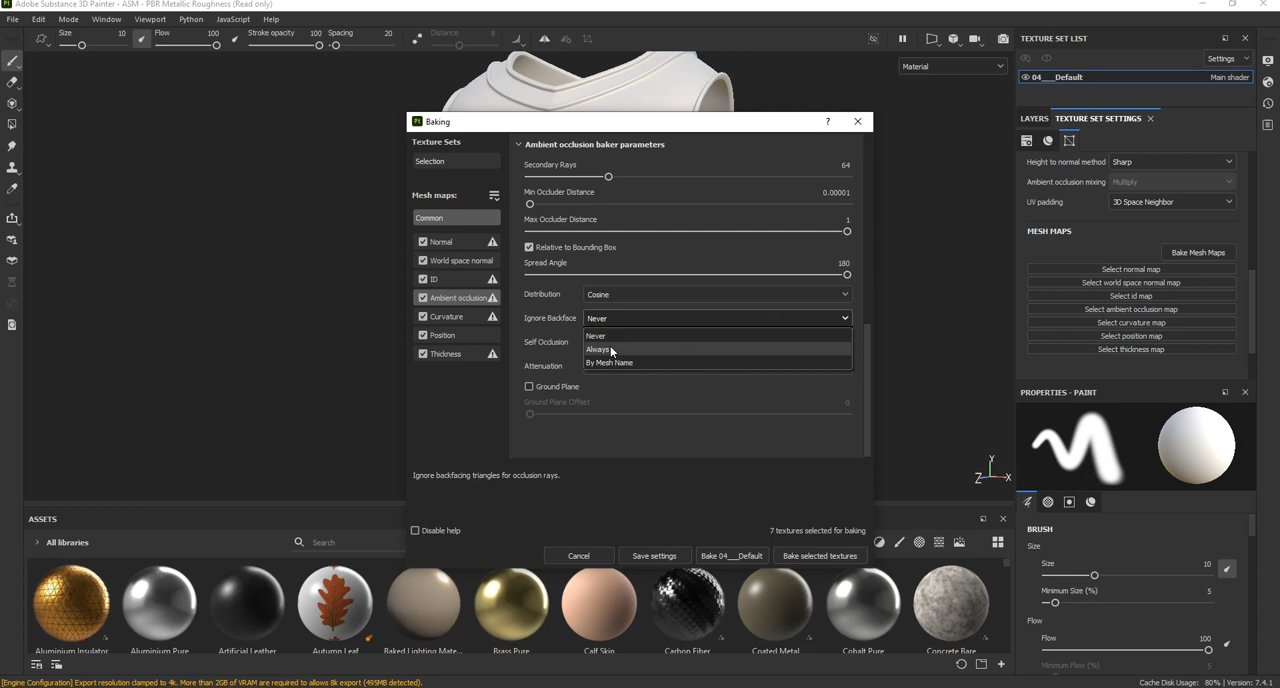 Adobe Substance 3D Painter - ASM - PBR Metallic Roughness (Read only)
File Edit Mode Window Viewport Python JavaScript Help
Size 10 Flow 100 Stroke opacity 100 Spacing 20 Distance 8
Material
TEXTURE SET LIST
Settings
04___Default Main shader
LAYERS TEXTURE SET SETTINGS
Height to normal method Sharp
Ambient occlusion mixing Multiply
UV padding 3D Space Neighbor
MESH MAPS
Bake Mesh Maps
Select normal map
Select world space normal map
Select id map
Select ambient occlusion map
Select curvature map
Select position map
Select thickness map
Pt Baking ?
Texture Sets
Selection
Mesh maps:
Common
Normal
World space normal
ID
Ambient occlusion
Curvature
Position
Thickness
Ambient occlusion baker parameters
Secondary Rays 64
Min Occluder Distance 0.00001
Max Occluder Distance 1
Relative to Bounding Box
Spread Angle 180
Distribution Cosine
Ignore Backface Never
Never
Self Occlusion
Always
By Mesh Name
Attenuation
Ground Plane
Ground Plane Offset 0
Ignore backfacing triangles for occlusion rays.
Disable help
7 textures selected for baking
Cancel Save settings Bake 04___Default Bake selected textures
Y
Z X
PROPERTIES - PAINT
BRUSH
Size
Size 10
Minimum Size (%) 5
Flow
Flow 100
Minimum Flow (%) 5
ASSETS
All libraries Search
Aluminium Insulator Aluminium Pure Artificial Leather Autumn Leaf Baked Lighting Mate... Brass Pure Calf Skin Carbon Fiber Coated Metal Cobalt Pure Concrete Bare
[Engine Configuration] Export resolution clamped to 4k. More than 2GB of VRAM are required to allows 8k export (495MB detected).
Cache Disk Usage: 80% | Version: 7.4.1